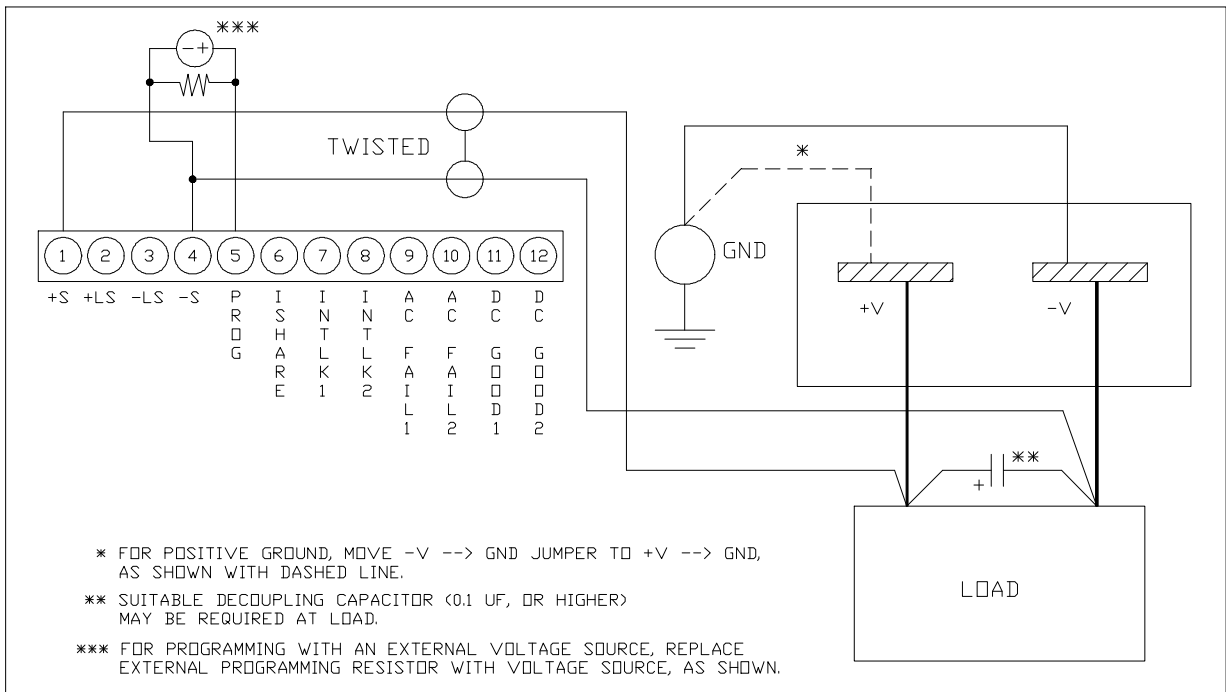 ***
-+
TWISTED
*
GND
1 2 3 4 5 6 7 8 9 10 11 12
+S +LS -LS -S PROG ISHARE INTLK1 INTLK2 AC FAIL1 AC FAIL2 DC GOOD1 DC GOOD2
+V -V
+ **
LOAD
* FOR POSITIVE GROUND, MOVE -V --> GND JUMPER TO +V --> GND,
AS SHOWN WITH DASHED LINE.
** SUITABLE DECOUPLING CAPACITOR (0.1 UF, OR HIGHER)
MAY BE REQUIRED AT LOAD.
*** FOR PROGRAMMING WITH AN EXTERNAL VOLTAGE SOURCE, REPLACE
EXTERNAL PROGRAMMING RESISTOR WITH VOLTAGE SOURCE, AS SHOWN.